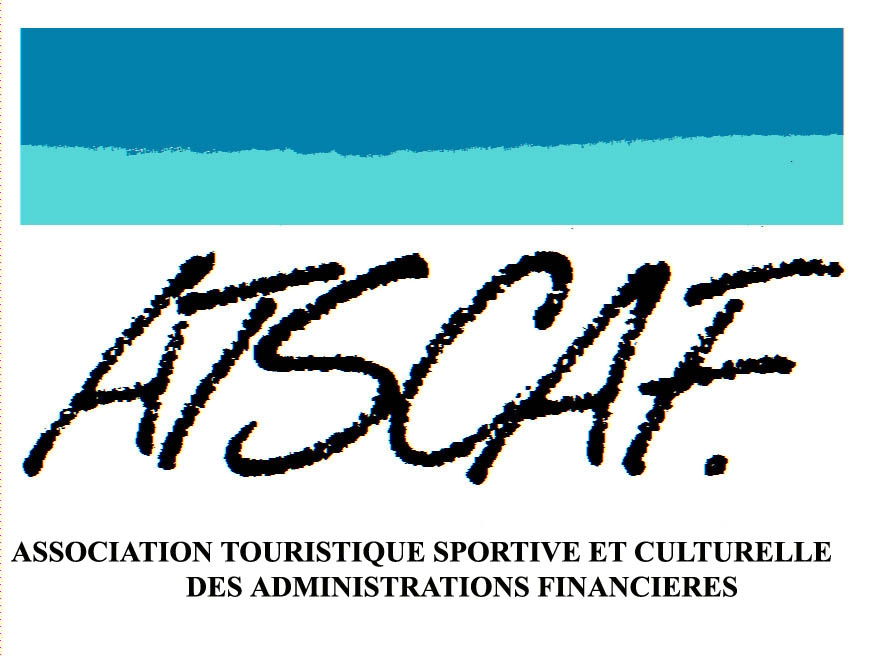 ATSCAF.
ASSOCIATION TOURISTIQUE SPORTIVE ET CULTURELLE
DES ADMINISTRATIONS FINANCIERES